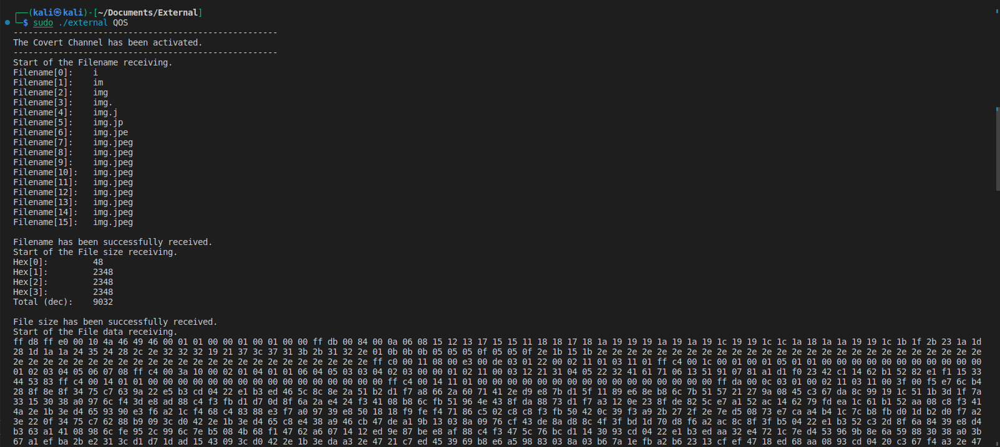 ┌──(kali㉿kali)-[~/Documents/External]
└─$ sudo ./external QOS
----------------------------------------------------
The Covert Channel has been activated.
----------------------------------------------------
Start of the Filename receiving.
Filename[0]:    i
Filename[1]:    im
Filename[2]:    img
Filename[3]:    img.
Filename[4]:    img.j
Filename[5]:    img.jp
Filename[6]:    img.jpe
Filename[7]:    img.jpeg
Filename[8]:    img.jpeg
Filename[9]:    img.jpeg
Filename[10]:   img.jpeg
Filename[11]:   img.jpeg
Filename[12]:   img.jpeg
Filename[13]:   img.jpeg
Filename[14]:   img.jpeg
Filename[15]:   img.jpeg
Filename has been successfully received.
Start of the File size receiving.
Hex[0]:         48
Hex[1]:         2348
Hex[2]:         2348
Hex[3]:         2348
Total (dec):    9032
File size has been successfully received.
Start of the File data receiving.
ff d8 ff e0 00 10 4a 46 49 46 00 01 01 00 00 01 00 01 00 00 ff db 00 84 00 0a 06 08 15 12 13 17 15 15 11 18 18 17 18 1a 19 19 19 1a 19 1a 19 1c 19 19 1c 1c 1a 18 1a 1a 19 19 1c 1b 1f 2b 23 1a 1d
28 1d 1a 1a 24 35 24 28 2c 2e 32 32 32 19 21 37 3c 37 31 3b 2b 31 32 2e 01 0b 0b 0b 05 05 05 0f 05 05 0f 2e 1b 15 1b 2e 2e 2e 2e 2e 2e 2e 2e 2e 2e 2e 2e 2e 2e 2e 2e 2e 2e 2e 2e 2e 2e 2e 2e 2e 2e
2e 2e 2e 2e 2e 2e 2e 2e 2e 2e 2e 2e 2e 2e 2e 2e 2e 2e 2e 2e 2e 2e 2e 2e ff c0 00 11 08 00 e3 00 de 03 01 22 00 02 11 01 03 11 01 ff c4 00 1c 00 01 00 01 05 01 01 00 00 00 00 00 00 00 00 00 00 00
01 02 03 04 05 06 07 08 ff c4 00 3a 10 00 02 01 04 01 01 06 04 05 03 03 04 02 03 00 00 01 02 11 00 03 12 21 31 04 05 22 32 41 61 71 06 13 51 91 07 81 a1 d1 f0 23 42 c1 14 62 b1 52 82 e1 f1 15 33
44 53 83 ff c4 00 14 01 01 00 00 00 00 00 00 00 00 00 00 00 00 00 00 00 00 ff c4 00 14 11 01 00 00 00 00 00 00 00 00 00 00 00 00 00 00 00 00 ff da 00 0c 03 01 00 02 11 03 11 00 3f 00 f5 e7 6c b4
28 8f 8e 8f 34 75 c7 63 9a 22 e5 b3 cd 04 22 e1 b3 ed 46 5c 8c 8e 2a 51 b2 d1 f7 a8 66 2a 60 71 41 2e d9 e8 7b d1 5f 11 89 e6 8e b8 6c 7b 51 57 21 27 9a 08 45 c3 67 da 8c 99 19 1c 51 1b 3d 1f 7a
33 15 30 38 a0 97 6c f4 3d e8 ad 88 c4 f3 fb d1 d7 0d 8f 6a 2a e4 24 f3 41 08 b8 6c fb 51 96 4e 43 8f da 88 73 d1 f7 a3 12 0e 23 8f de 82 5c e7 a1 52 ac 14 62 79 fd ea 1c 61 b1 52 aa 08 c8 f3 41
4a 2e 1b 3e d4 65 93 90 e3 f6 a2 1c f4 68 c4 83 88 e3 f7 a0 97 39 e8 50 18 18 f9 fe f4 71 86 c5 02 c8 c8 f3 fb 50 42 0c 39 f3 a9 2b 27 2f 2e 7e d5 08 73 e7 ca a4 b4 1c 7c b8 fb d0 1d b2 d0 f7 a2
3e 22 0f 34 75 c7 62 88 b9 09 3c d0 42 2e 1b 3e d4 65 c8 e4 38 a9 46 cb 47 de a1 9b 13 03 8a 09 76 cf 43 de 8a d8 8c 4f 3f bd 1d 70 d8 f6 a2 ac 8c 8f 3f b5 04 22 e1 b3 52 c3 2d 8f 6a 84 39 e8 d4
b3 63 a1 41 08 98 6c fe 95 2c 99 6c 7e b5 08 4b 68 f1 47 62 a6 07 14 12 ed 9e 87 be e8 af 88 c4 f3 47 5c 76 bc d1 14 30 93 cd 04 22 e1 b3 ed aa 32 e4 72 1c 7e d4 53 96 9b 8e 6a 59 88 30 38 a0 3b
67 a1 ef ba 2b e2 31 3c d1 d7 1d ad 15 43 09 3c d0 42 2e 1b 3e da a3 2e 47 21 c7 ed 45 39 69 b8 e6 a5 98 83 03 8a 03 b6 7a 1e fb a2 b6 23 13 cf ef 47 18 ed 68 aa 08 93 cd 04 20 c3 67 f4 a3 2e 47